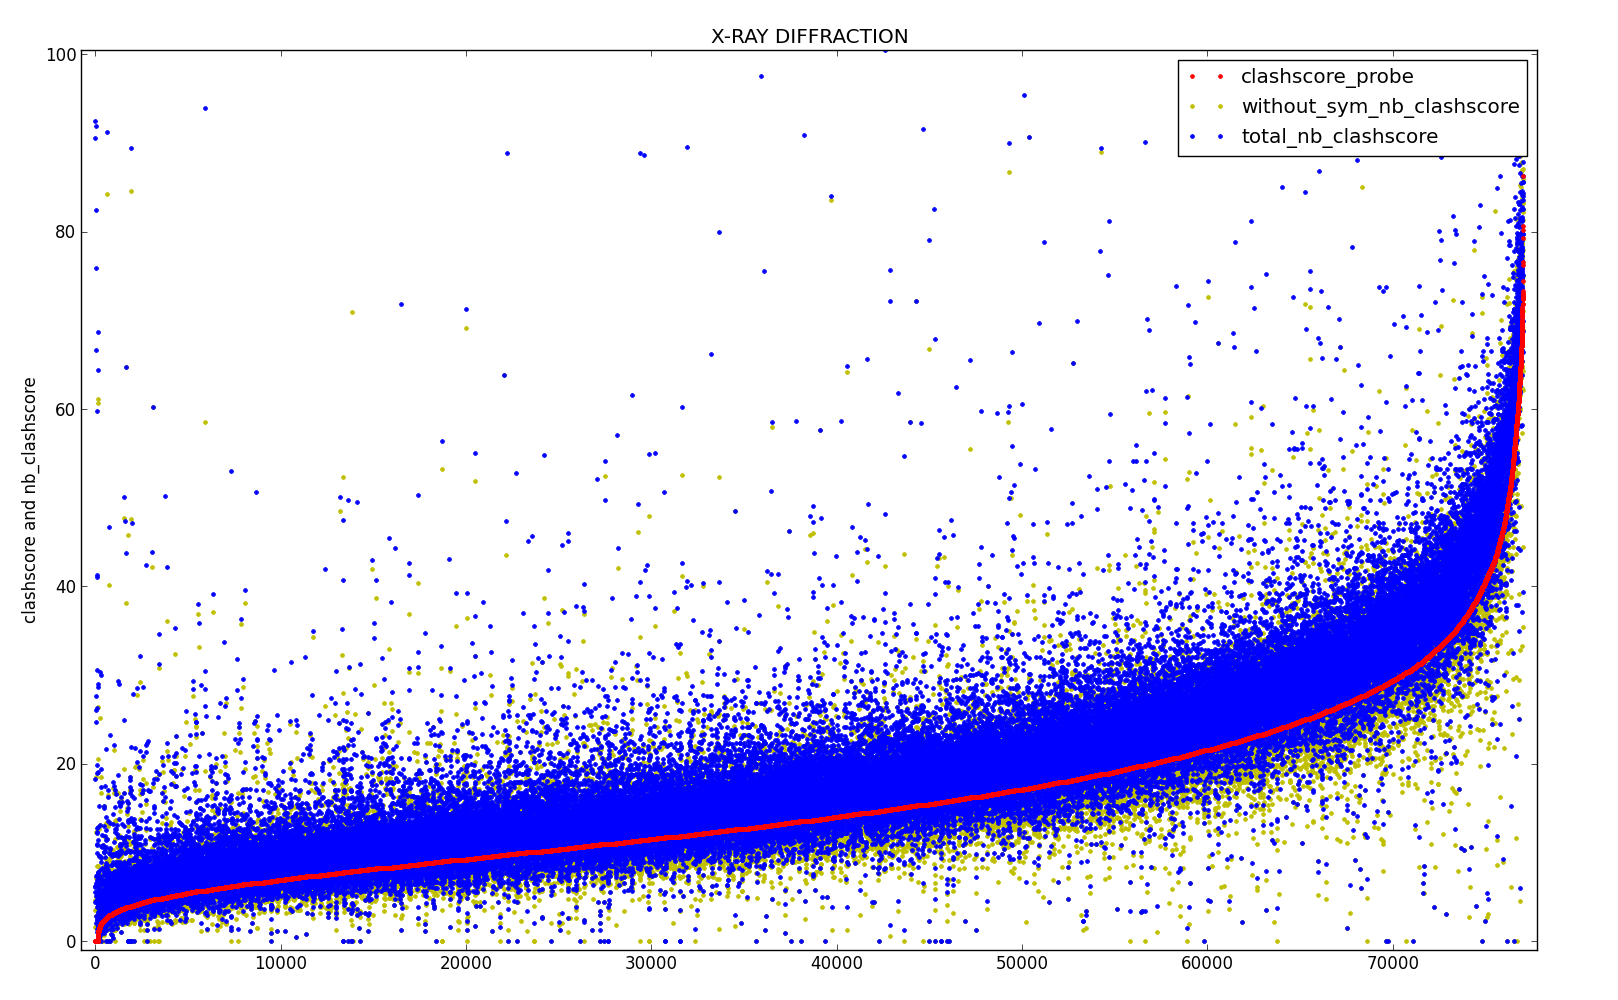 X-RAY DIFFRACTION
100
80
60
40
20
0
clashscore and nb_clashscore
clashscore_probe
without_sym_nb_clashscore
total_nb_clashscore
0
10000
20000
30000
40000
50000
60000
70000